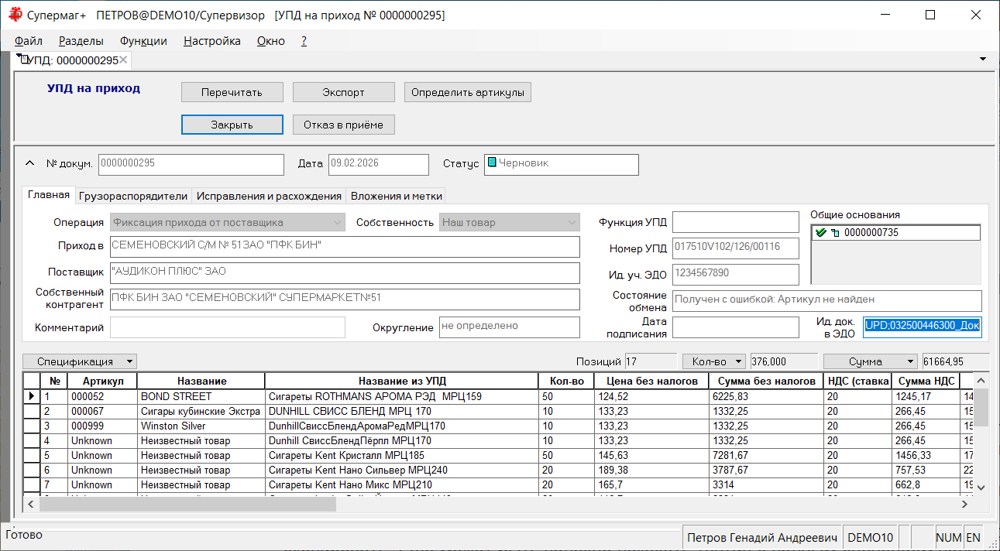 Супермаг+ ПЕТРОВ@DEMO10/Супервизор [УПД на приход № 0000000295]
Файл Разделы Функции Настройка Окно ?
УПД: 0000000295
УПД на приход
Перечитать Экспорт Определить артикулы
Закрыть Отказ в приёме
№ докум. 0000000295 Дата 09.02.2026 Статус Черновик
Главная Грузораспорядители Исправления и расхождения Вложения и метки
Операция Фиксация прихода от поставщика Собственность Наш товар Функция УПД Общие основания
0000000735
Приход в СЕМЕНОВСКИЙ С/М № 51ЗАО "ПФК БИН" Номер УПД 017510V102/126/00116
Поставщик "АУДИКОН ПЛЮС" ЗАО Ид. уч. ЭДО 1234567890
Собственный контрагент ПФК БИН ЗАО "СЕМЕНОВСКИЙ" СУПЕРМАРКЕТ№51 Состояние обмена Получен с ошибкой: Артикул не найден
Комментарий Округление не определено Дата подписания Ид. док. в ЭДО UPD;032500446300_Док
Спецификация Позиций 17 Кол-во 376,000 Сумма 61664,95
№ Артикул Название Название из УПД Кол-во Цена без налогов Сумма без налогов НДС (ставка Сумма НДС
1 000052 BOND STREET Сигареты ROTHMANS АРОМА РЭД МРЦ159 50 124,52 6225,83 20 1245,17 14
2 000067 Сигары кубинские Экстра DUNHILL СВИСС БЛЕНД МРЦ 170 10 133,23 1332,25 20 266,45 15
3 000999 Winston Silver DunhillСвиссБлендАромаРедМРЦ170 10 133,23 1332,25 20 266,45 15
4 Unknown Неизвестный товар Dunhill СвиссБлендПёрпл МРЦ170 10 133,23 1332,25 20 266,45 15
5 Unknown Неизвестный товар Сигареты Kent Кристалл МРЦ185 50 145,63 7281,67 20 1456,33 17
6 Unknown Неизвестный товар Сигареты Kent Нано Сильвер МРЦ240 20 189,38 3787,67 20 757,53 22
7 Unknown Неизвестный товар Сигареты Kent Нано Микс МРЦ210 20 165,7 3314 20 662,8 19
Готово Петров Генадий Андреевич DEMO10 NUM EN